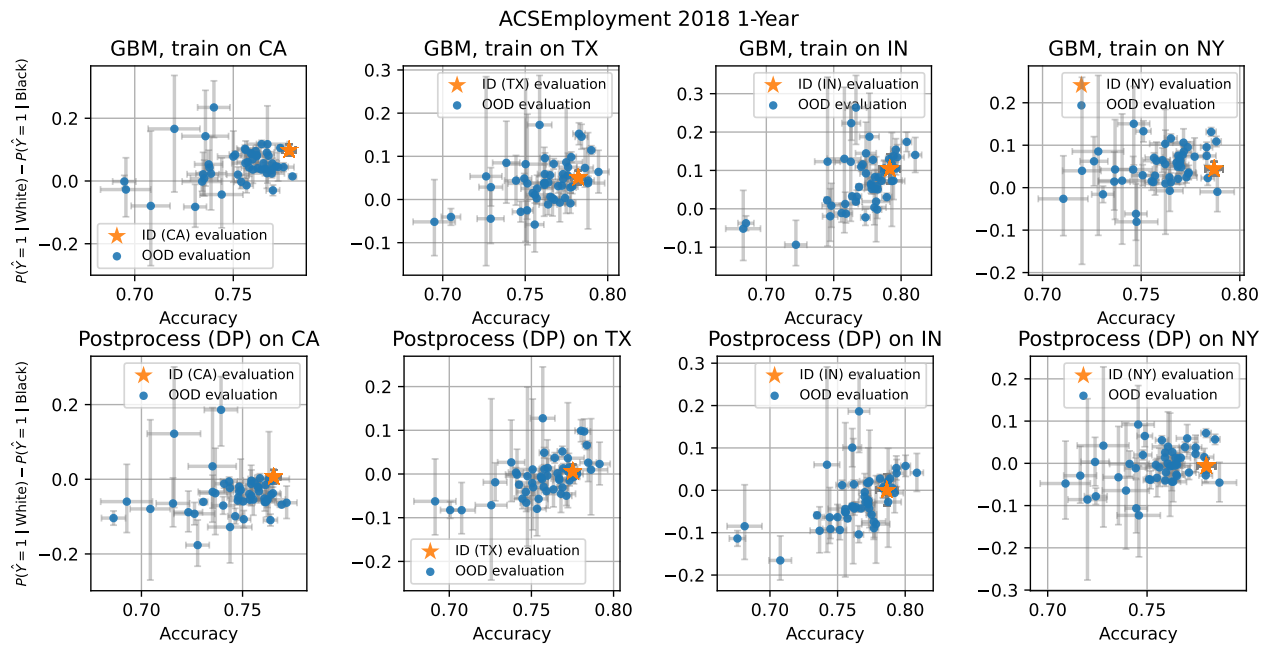 ACSEmployment 2018 1-Year
GBM, train on CA
GBM, train on TX
GBM, train on IN
GBM, train on NY
P(Ŷ = 1 | White) − P(Ŷ = 1 | Black)
0.2
0.0
−0.2
0.70
0.75
ID (CA) evaluation
OOD evaluation
Accuracy
0.3
0.2
0.1
0.0
−0.1
0.70
0.75
0.80
ID (TX) evaluation
OOD evaluation
Accuracy
0.3
0.2
0.1
0.0
−0.1
0.70
0.75
0.80
ID (IN) evaluation
OOD evaluation
Accuracy
0.2
0.1
0.0
−0.1
−0.2
0.70
0.75
0.80
ID (NY) evaluation
OOD evaluation
Accuracy
Postprocess (DP) on CA
Postprocess (DP) on TX
Postprocess (DP) on IN
Postprocess (DP) on NY
P(Ŷ = 1 | White) − P(Ŷ = 1 | Black)
0.2
0.0
−0.2
0.70
0.75
ID (CA) evaluation
OOD evaluation
Accuracy
0.2
0.1
0.0
−0.1
−0.2
0.70
0.75
0.80
ID (TX) evaluation
OOD evaluation
Accuracy
0.3
0.2
0.1
0.0
−0.1
−0.2
0.70
0.75
0.80
ID (IN) evaluation
OOD evaluation
Accuracy
0.2
0.1
0.0
−0.1
−0.2
−0.3
0.70
0.75
ID (NY) evaluation
OOD evaluation
Accuracy